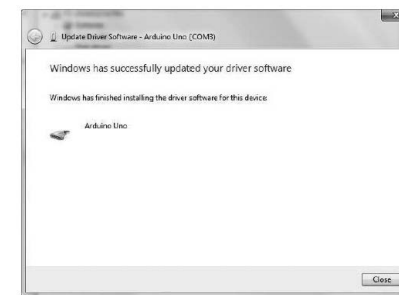 Update Driver Software - Arduino Uno (COM3)
Windows has successfully updated your driver software
Windows has finished installing the driver software for this device:
Arduino Uno
Close